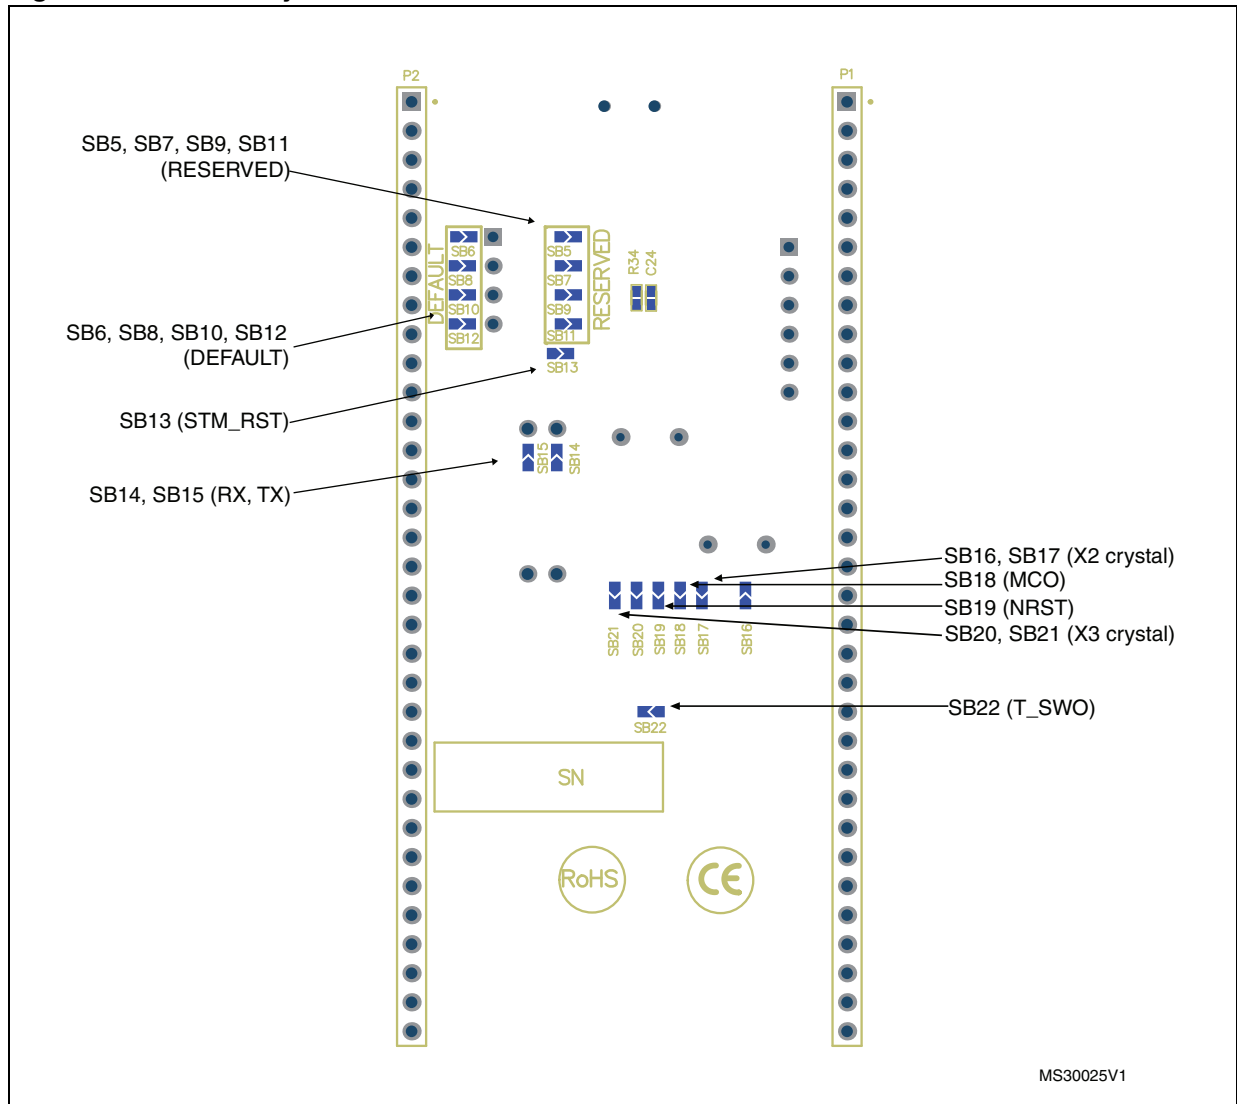 P2
P1
SB5, SB7, SB9, SB11
(RESERVED)
DEFAULT
SB6
SB8
SB10
SB12
SB5
SB7
SB9
SB11
RESERVED
R34
C24
SB6, SB8, SB10, SB12
(DEFAULT)
SB13
SB13 (STM_RST)
SB15
SB14
SB14, SB15 (RX, TX)
SB16, SB17 (X2 crystal)
SB18 (MCO)
SB19 (NRST)
SB20, SB21 (X3 crystal)
SB21
SB20
SB19
SB18
SB17
SB16
SB22 (T_SWO)
SB22
SN
RoHS
CE
MS30025V1